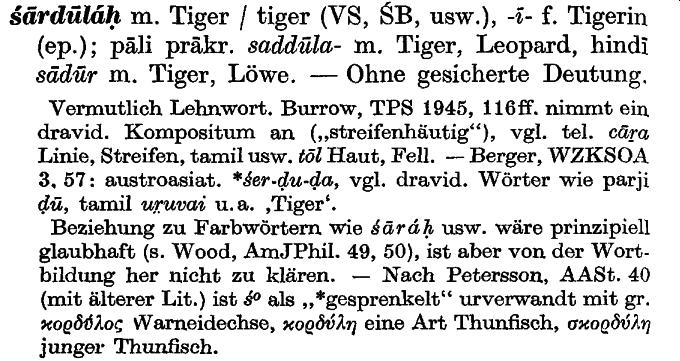 śārdūláḥ m. Tiger / tiger (VS, ŚB, usw.), -ī- f. Tigerin
(ep.); pāli prākr. saddūla- m. Tiger, Leopard, hindī
sādūr m. Tiger, Löwe. — Ohne gesicherte Deutung.
Vermutlich Lehnwort. Burrow, TPS 1945, 116ff. nimmt ein
dravid. Kompositum an („streifenhäutig“), vgl. tel. cāṟa
Linie, Streifen, tamil usw. tōl Haut, Fell. — Berger, WZKSOA
3, 57: austroasiat. *śer-ḍu-ḍa, vgl. dravid. Wörter wie parji
ḍū, tamil uṟuvai u. a. ‚Tiger‘.
Beziehung zu Farbwörtern wie śāráḥ usw. wäre prinzipiell
glaubhaft (s. Wood, AmJPhil. 49, 50), ist aber von der Wort-
bildung her nicht zu klären. — Nach Petersson, AASt. 40
(mit älterer Lit.) ist ś° als „*gesprenkelt“ urverwandt mit gr.
κορδύλος Warneidechse, κορδύλη eine Art Thunfisch, σκορδύλη
junger Thunfisch.